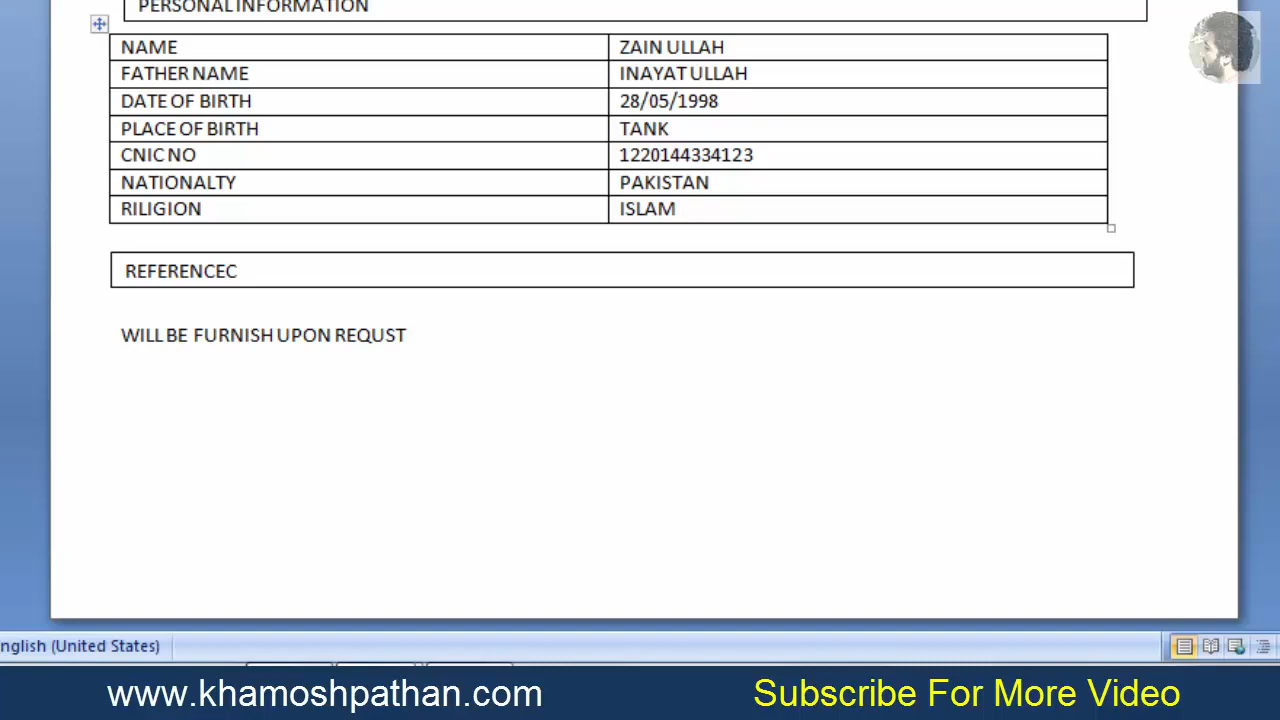 PERSONAL INFORMATION
NAME ZAIN ULLAH
FATHER NAME INAYAT ULLAH
DATE OF BIRTH 28/05/1998
PLACE OF BIRTH TANK
CNIC NO 1220144334123
NATIONALTY PAKISTAN
RILIGION ISLAM
REFERENCEC
WILL BE FURNISH UPON REQUST
nglish (United States)
www.khamoshpathan.com Subscribe For More Video